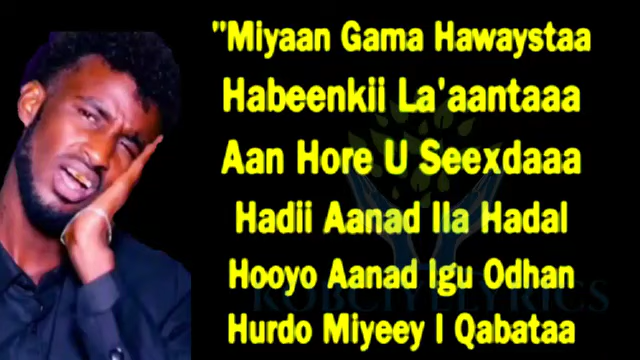 "Miyaan Gama Hawaystaa
Habeenkii La'aantaaa
Aan Hore U Seexdaaa
Hadii Aanad Ila Hadal
Hooyo Aanad Igu Odhan
Hurdo Miyeey I Qabataa